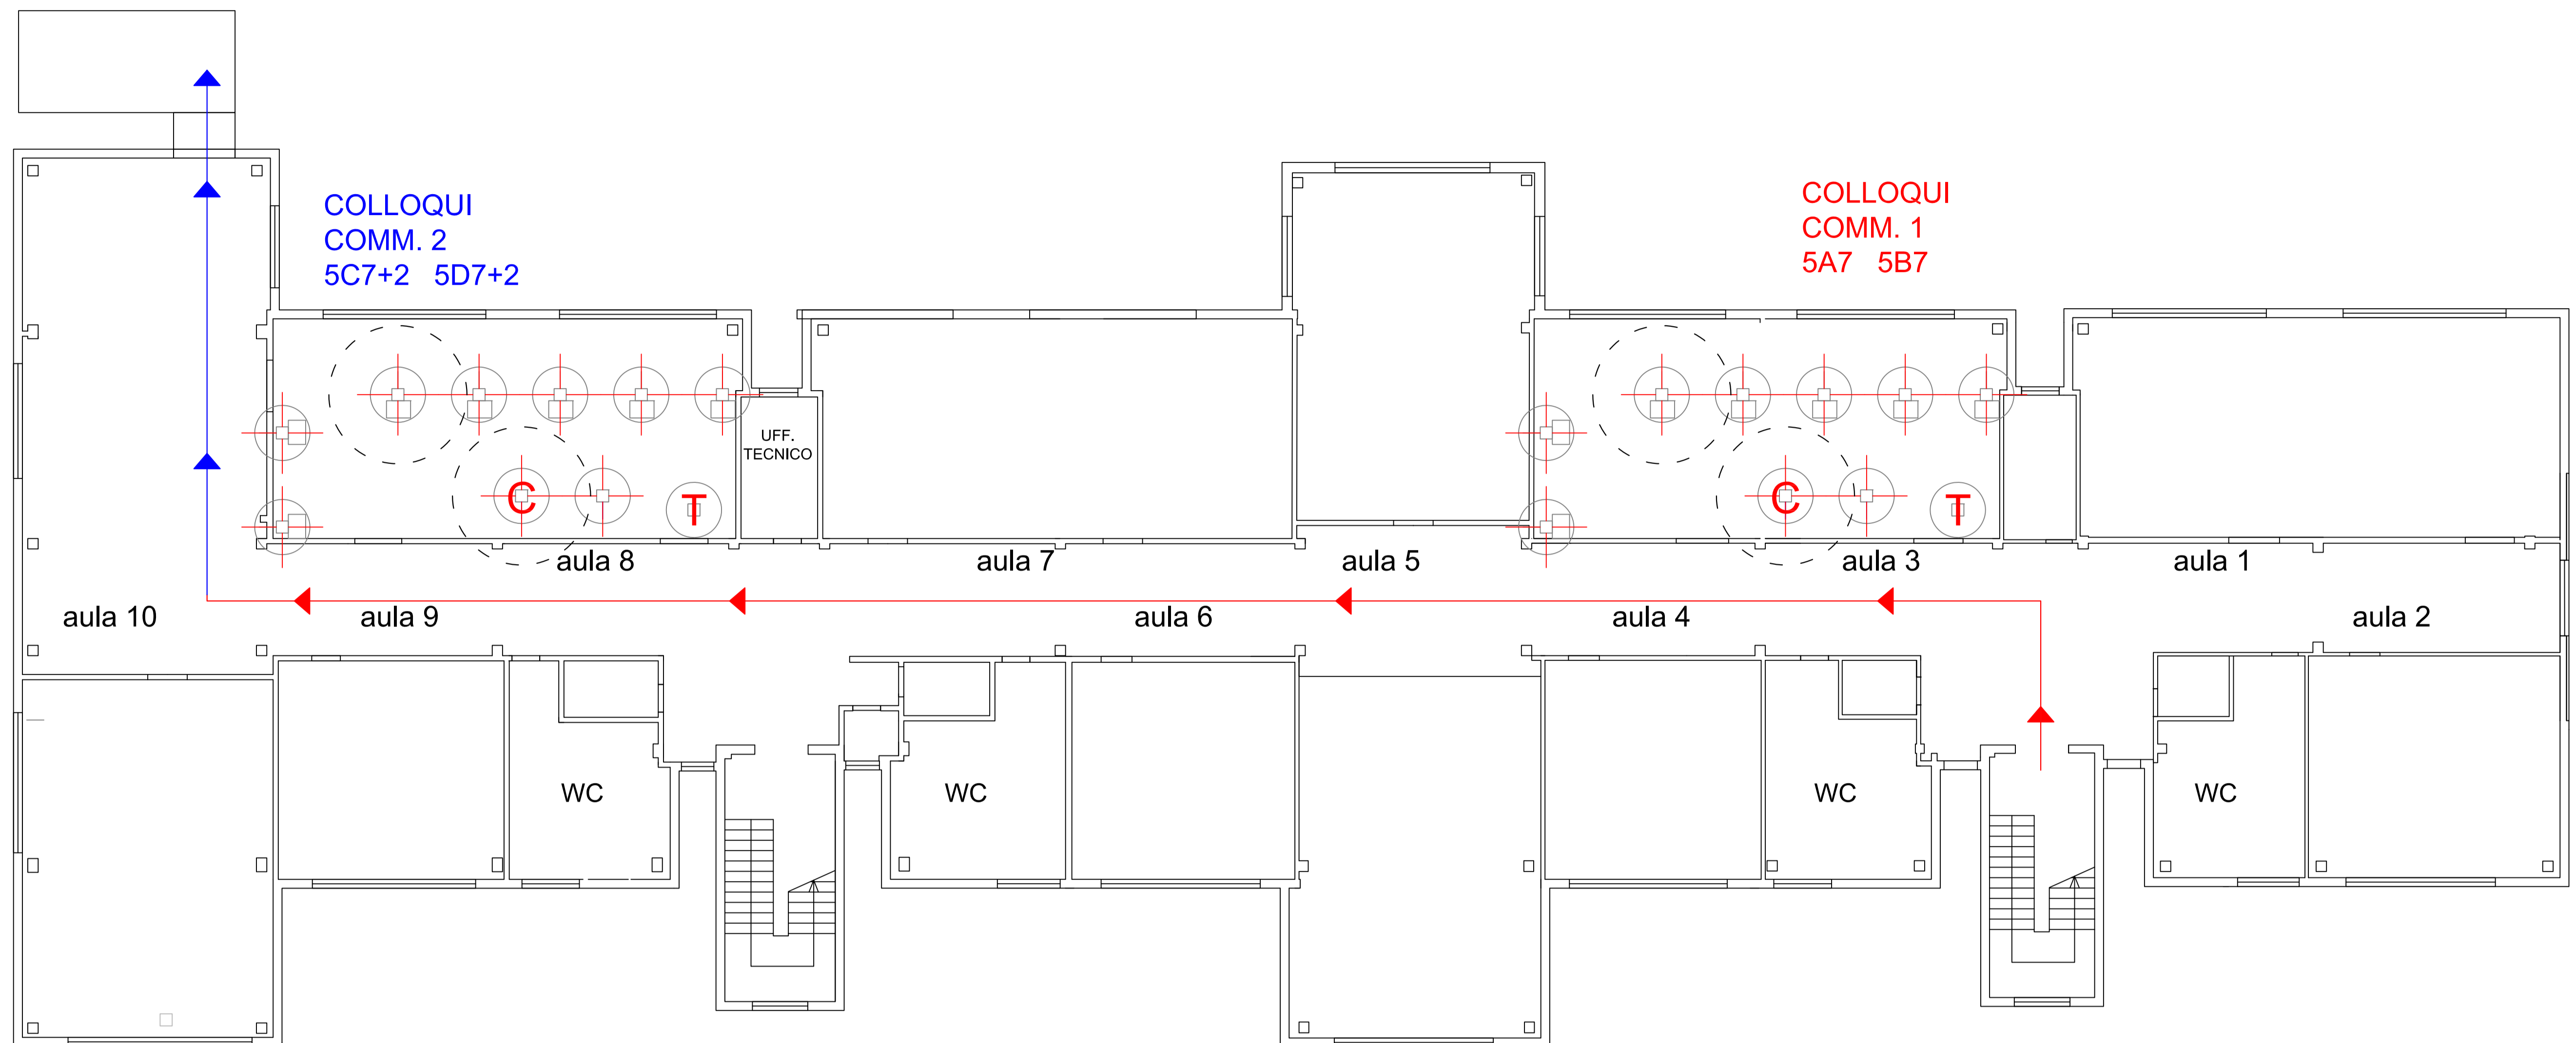 COLLOQUI
COMM. 2
5C7+2 5D7+2
COLLOQUI
COMM. 1
5A7 5B7
UFF.
TECNICO
C
T
C
T
aula 8
aula 7
aula 5
aula 3
aula 1
aula 10
aula 9
aula 6
aula 4
aula 2
WC
WC
WC
WC